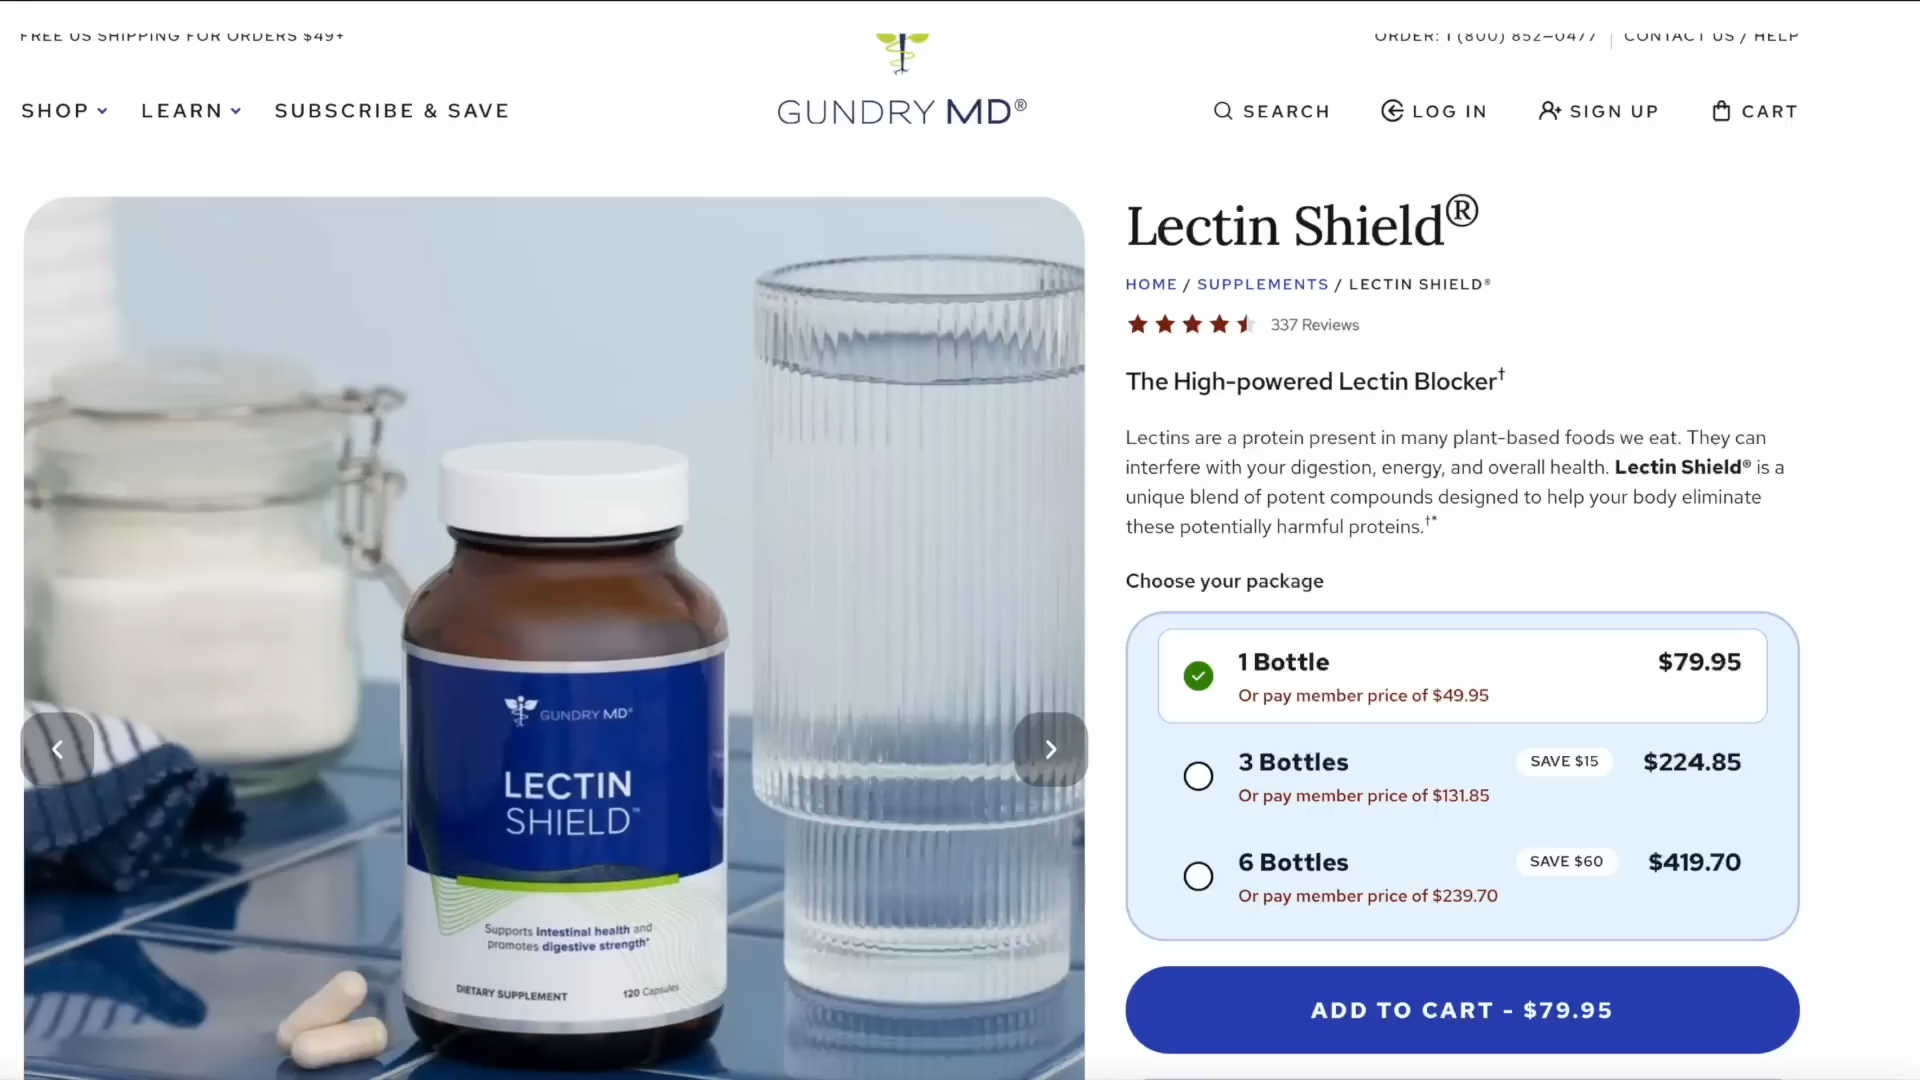 FREE US SHIPPING FOR ORDERS $49+
ORDER: 1 (800) 852-0477 | CONTACT US / HELP
SHOP LEARN SUBSCRIBE & SAVE
GUNDRY MD®
SEARCH LOG IN SIGN UP CART
Lectin Shield®
HOME / SUPPLEMENTS / LECTIN SHIELD®
337 Reviews
The High-powered Lectin Blocker†
Lectins are a protein present in many plant-based foods we eat. They can
interfere with your digestion, energy, and overall health. Lectin Shield® is a
unique blend of potent compounds designed to help your body eliminate
these potentially harmful proteins.†*
Choose your package
1 Bottle $79.95
Or pay member price of $49.95
3 Bottles SAVE $15 $224.85
Or pay member price of $131.85
6 Bottles SAVE $60 $419.70
Or pay member price of $239.70
ADD TO CART - $79.95
GUNDRY MD®
LECTIN
SHIELD™
Supports intestinal health and
promotes digestive strength*
DIETARY SUPPLEMENT 120 Capsules